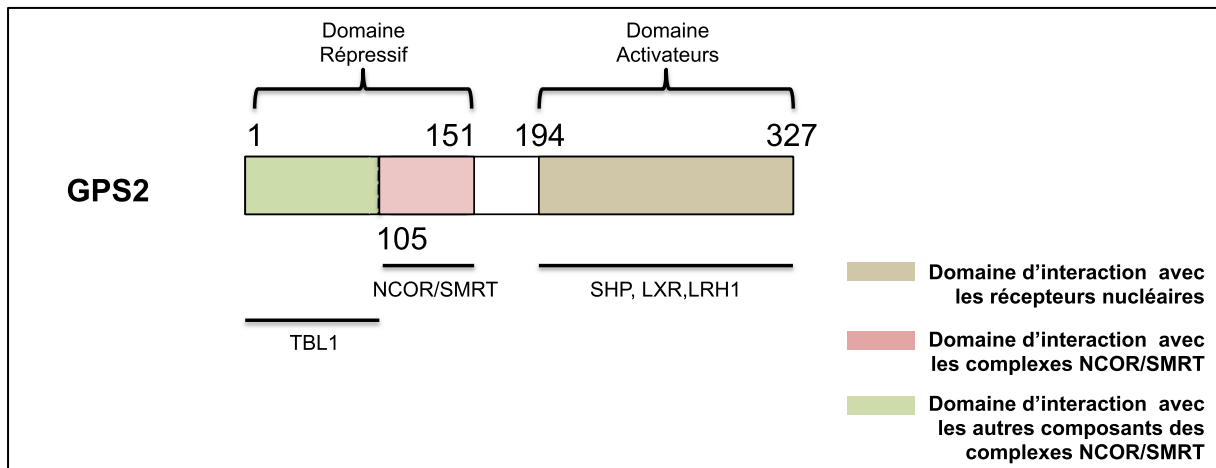 Domaine
Répressif
Domaine
Activateurs
1
151
194
327
GPS2
105
NCOR/SMRT
SHP, LXR,LRH1
TBL1
Domaine d’interaction avec
les récepteurs nucléaires
Domaine d’interaction avec
les complexes NCOR/SMRT
Domaine d’interaction avec
les autres composants des
complexes NCOR/SMRT